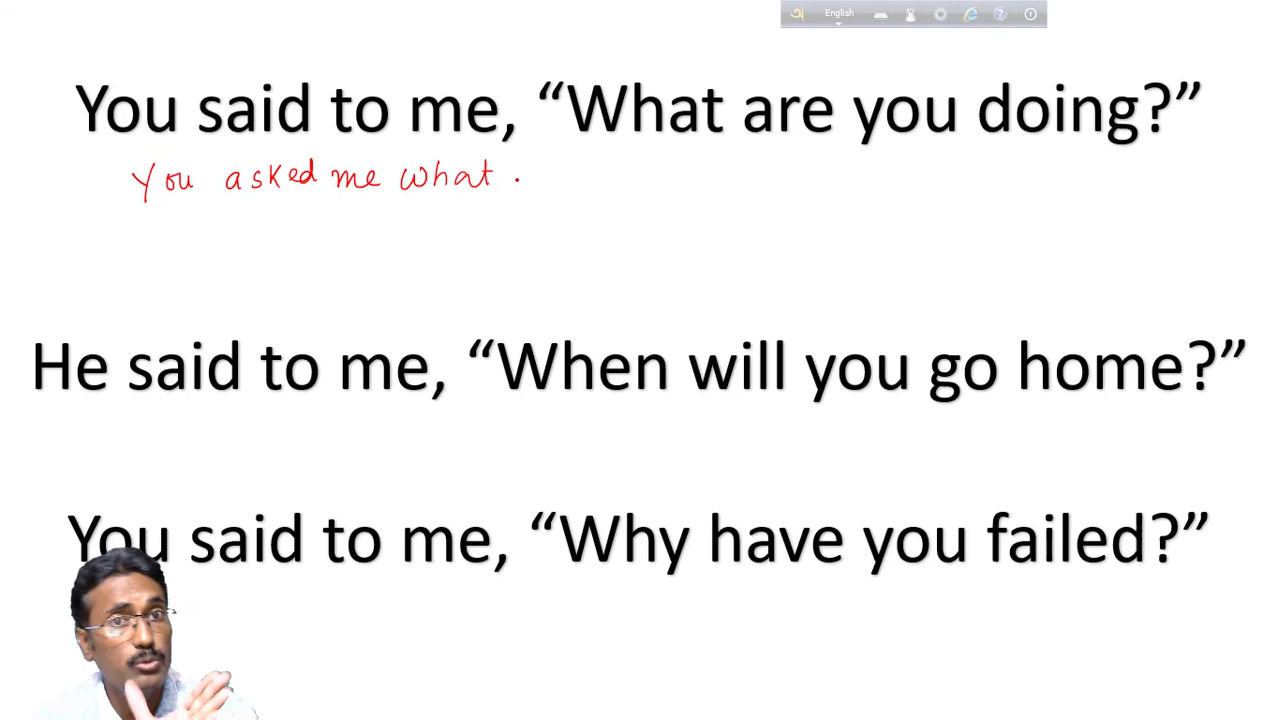 English
You said to me, “What are you doing?”
You asked me what
He said to me, “When will you go home?”
You said to me, “Why have you failed?”